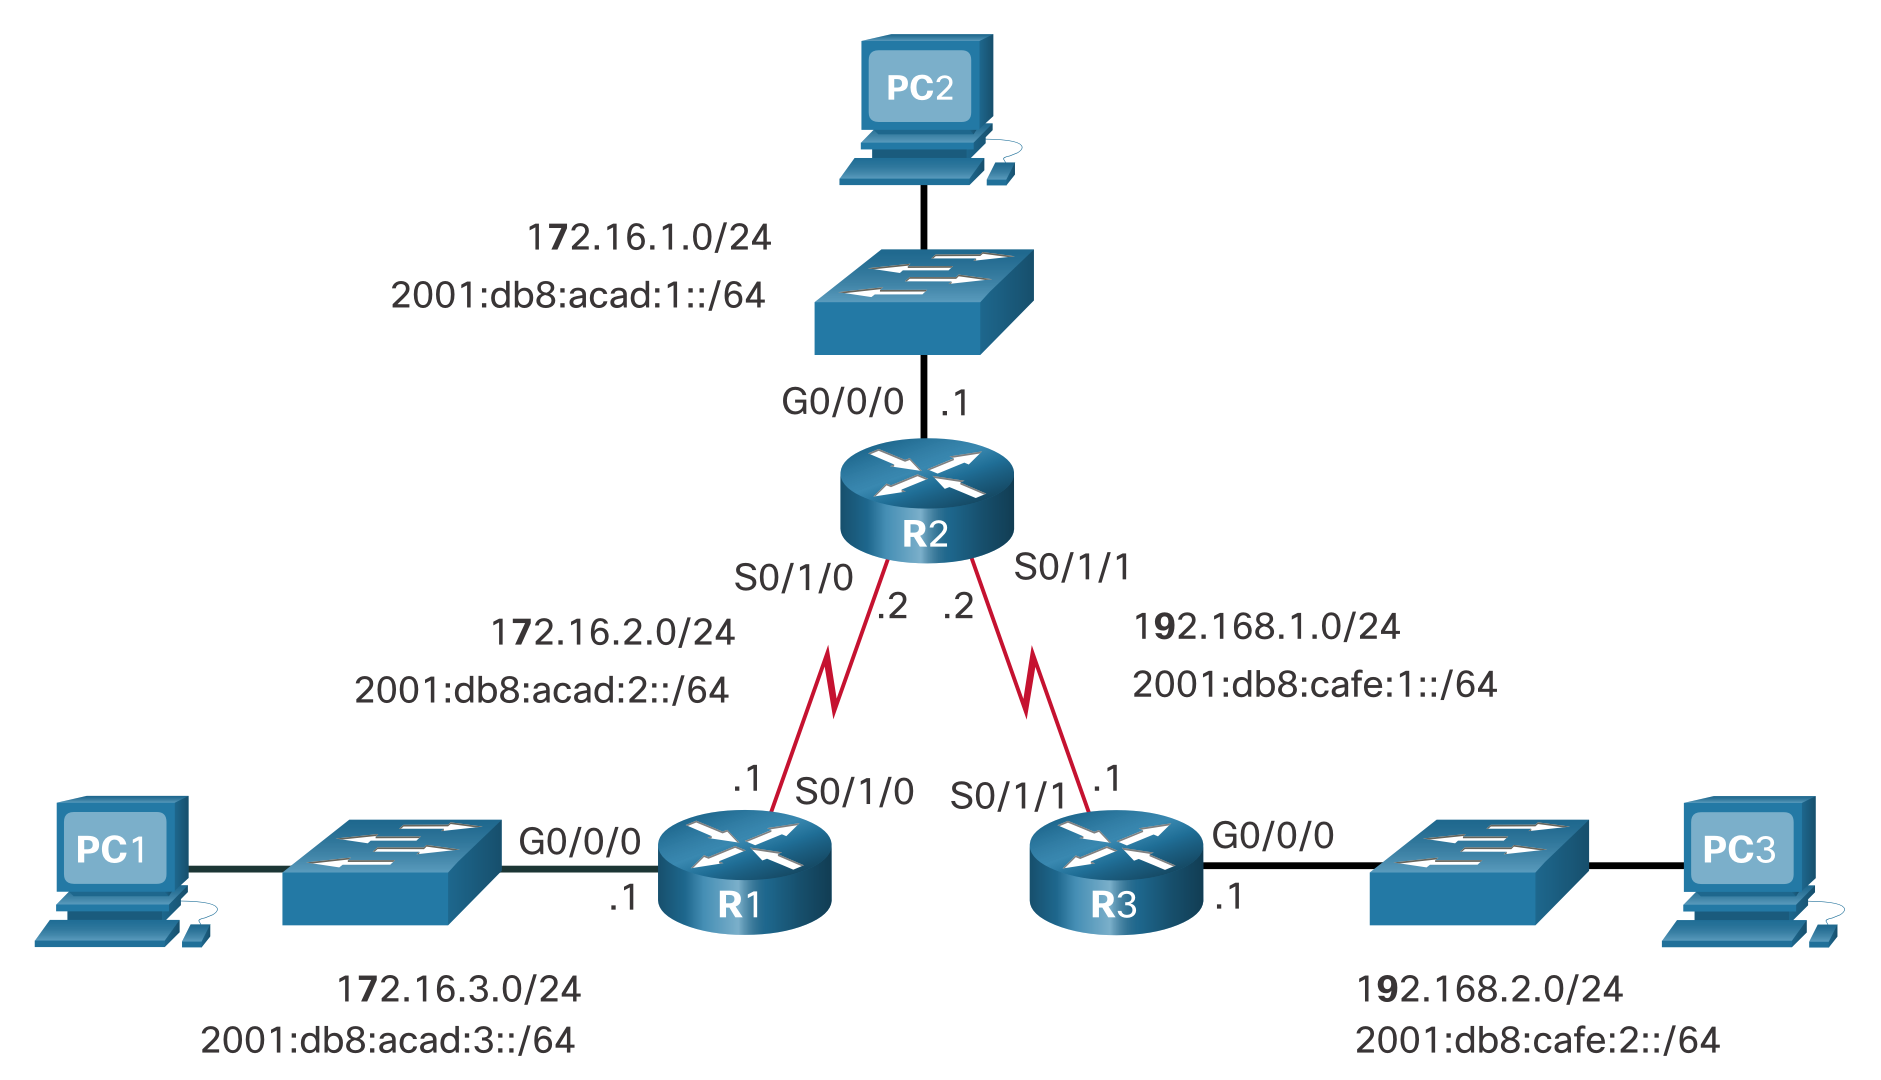 PC2
172.16.1.0/24
2001:db8:acad:1::/64
G0/0/0 .1
R2
S0/1/0 S0/1/1
.2 .2
172.16.2.0/24
2001:db8:acad:2::/64
192.168.1.0/24
2001:db8:cafe:1::/64
.1 S0/1/0
S0/1/1 .1
PC1
G0/0/0
.1
R1
R3
G0/0/0
.1
PC3
172.16.3.0/24
2001:db8:acad:3::/64
192.168.2.0/24
2001:db8:cafe:2::/64